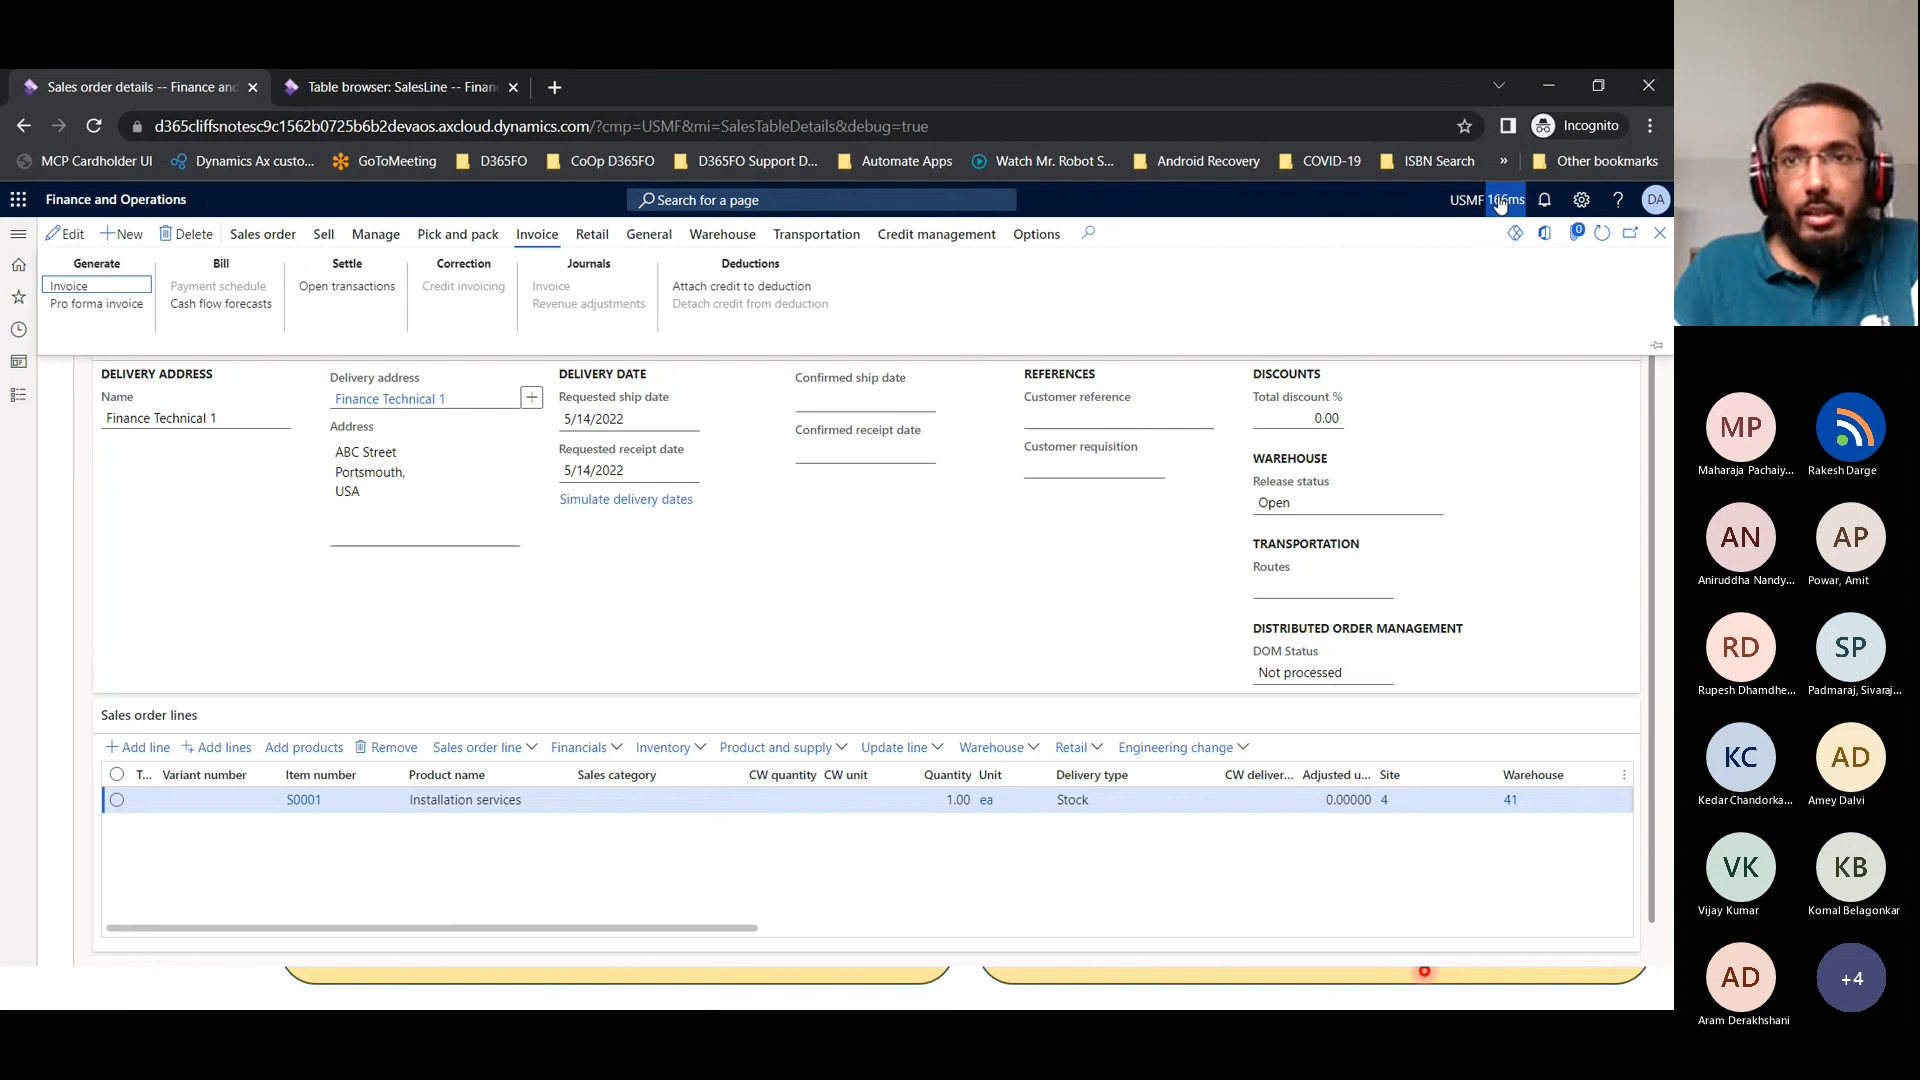 Sales order details -- Finance and
Table browser: SalesLine -- Finan
d365cliffsnotesc9c1562b0725b6b2devaos.axcloud.dynamics.com/?cmp=USMF&mi=SalesTableDetails&debug=true
Incognito
MCP Cardholder UI
Dynamics Ax custo...
GoToMeeting
D365FO
CoOp D365FO
D365FO Support D...
Automate Apps
Watch Mr. Robot S...
Android Recovery
COVID-19
ISBN Search
»
Other bookmarks
Finance and Operations
Search for a page
USMF
166ms
?
DA
Edit
New
Delete
Sales order
Sell
Manage
Pick and pack
Invoice
Retail
General
Warehouse
Transportation
Credit management
Options
0
Generate
Invoice
Pro forma invoice
Bill
Payment schedule
Cash flow forecasts
Settle
Open transactions
Correction
Credit invoicing
Journals
Invoice
Revenue adjustments
Deductions
Attach credit to deduction
Detach credit from deduction
DELIVERY ADDRESS
Name
Finance Technical 1
Delivery address
Finance Technical 1
Address
ABC Street
Portsmouth,
USA
DELIVERY DATE
Requested ship date
5/14/2022
Requested receipt date
5/14/2022
Simulate delivery dates
Confirmed ship date
Confirmed receipt date
REFERENCES
Customer reference
Customer requisition
DISCOUNTS
Total discount %
0.00
WAREHOUSE
Release status
Open
TRANSPORTATION
Routes
DISTRIBUTED ORDER MANAGEMENT
DOM Status
Not processed
Sales order lines
Add line
Add lines
Add products
Remove
Sales order line
Financials
Inventory
Product and supply
Update line
Warehouse
Retail
Engineering change
T... Variant number Item number Product name Sales category CW quantity CW unit Quantity Unit Delivery type CW deliver... Adjusted u... Site Warehouse
S0001 Installation services 1.00 ea Stock 0.00000 4 41
MP
Maharaja Pachaiy...
Rakesh Darge
AN
Aniruddha Nandy...
AP
Powar, Amit
RD
Rupesh Dhamdhe...
SP
Padmaraj, Sivaraj...
KC
Kedar Chandorka...
AD
Amey Dalvi
VK
Vijay Kumar
KB
Komal Belagonkar
AD
Aram Derakhshani
+4